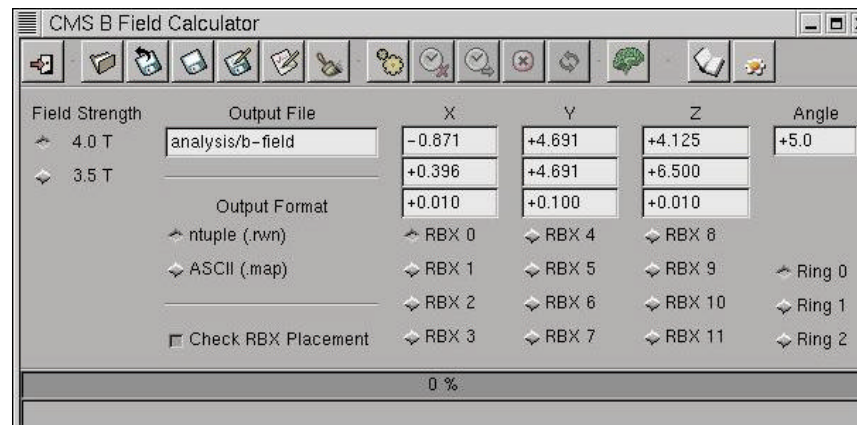 CMS B Field Calculator
Field Strength Output File X Y Z Angle
4.0 T analysis/b-field -0.871 +4.691 +4.125 +5.0
3.5 T +0.396 +4.691 +6.500
Output Format +0.010 +0.100 +0.010
ntuple (.rwn) RBX 0 RBX 4 RBX 8
ASCII (.map) RBX 1 RBX 5 RBX 9 Ring 0
RBX 2 RBX 6 RBX 10 Ring 1
Check RBX Placement RBX 3 RBX 7 RBX 11 Ring 2
0 %